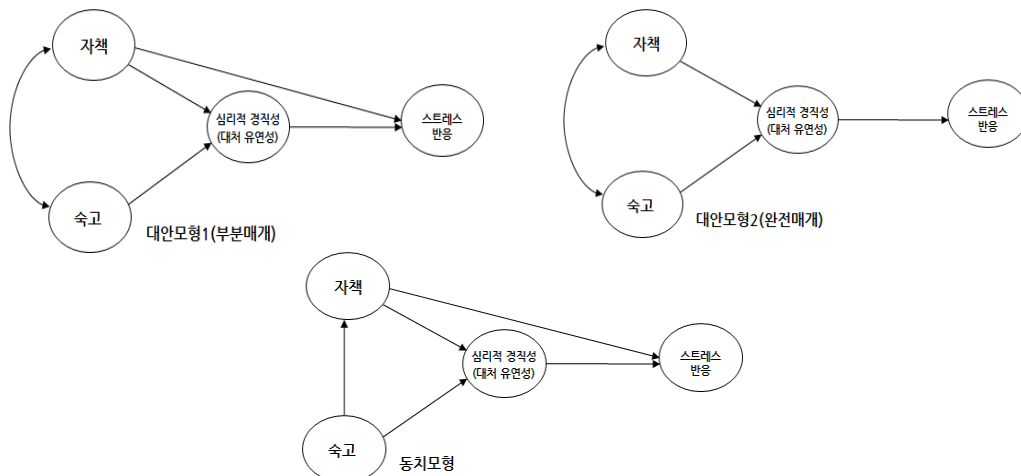 자책
심리적 경직성
(대처 유연성)
스트레스
반응
숙고
대안모형1(부분매개)
자책
심리적 경직성
(대처 유연성)
스트레스
반응
숙고
대안모형2(완전매개)
자책
심리적 경직성
(대처 유연성)
스트레스
반응
숙고
동치모형